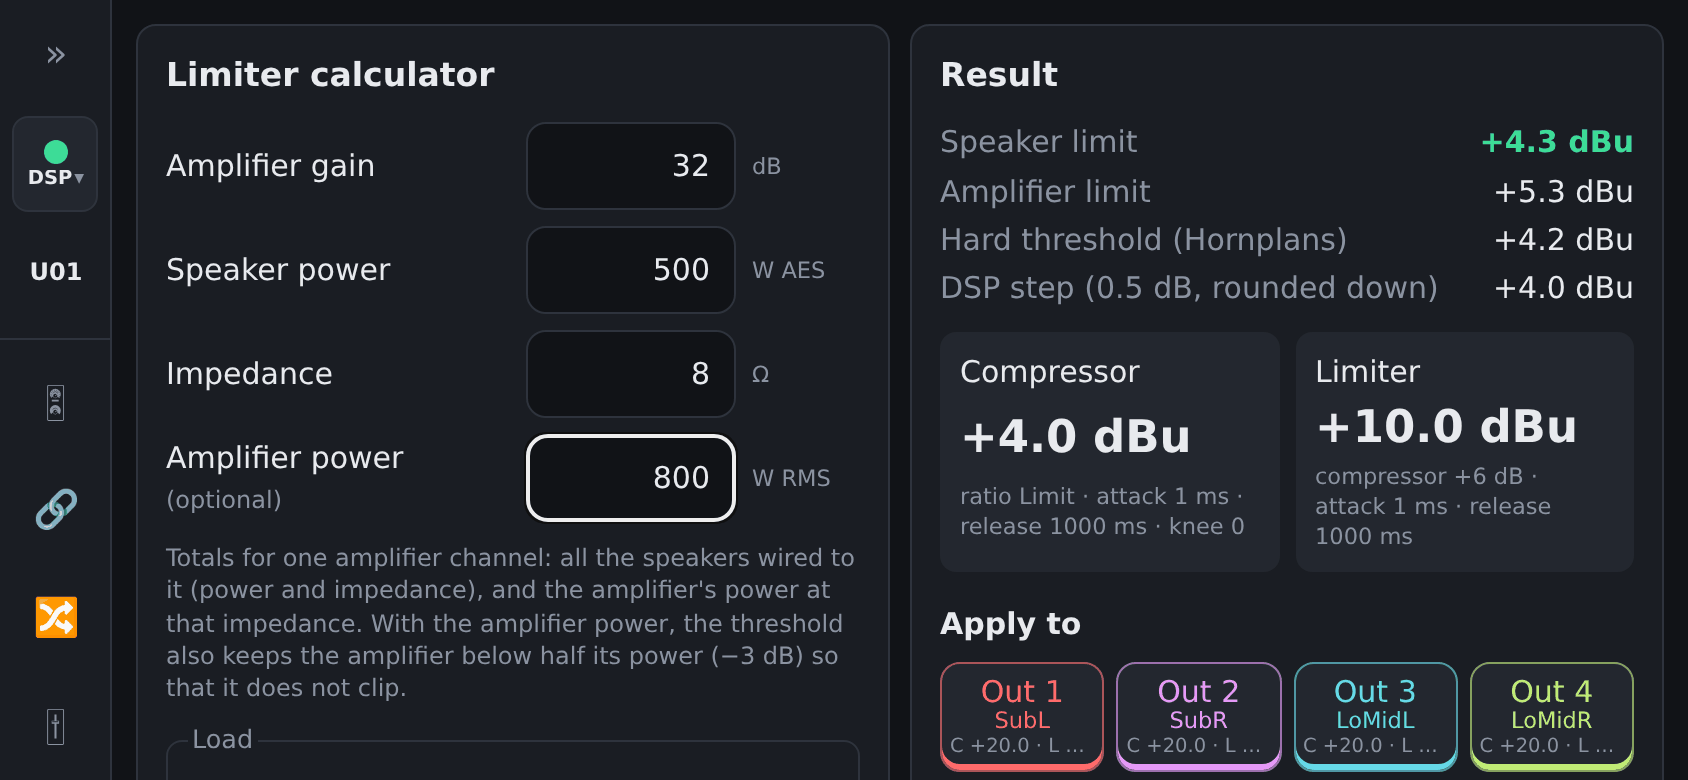 »
DSP ▾
U01
Limiter calculator
Amplifier gain 32 dB
Speaker power 500 W AES
Impedance 8 Ω
Amplifier power 800 W RMS
(optional)
Totals for one amplifier channel: all the speakers wired to
it (power and impedance), and the amplifier's power at
that impedance. With the amplifier power, the threshold
also keeps the amplifier below half its power (−3 dB) so
that it does not clip.
Load
Result
Speaker limit +4.3 dBu
Amplifier limit +5.3 dBu
Hard threshold (Hornplans) +4.2 dBu
DSP step (0.5 dB, rounded down) +4.0 dBu
Compressor
+4.0 dBu
ratio Limit · attack 1 ms ·
release 1000 ms · knee 0
Limiter
+10.0 dBu
compressor +6 dB ·
attack 1 ms · release
1000 ms
Apply to
Out 1
SubL
C +20.0 · L ...
Out 2
SubR
C +20.0 · L ...
Out 3
LoMidL
C +20.0 · L ...
Out 4
LoMidR
C +20.0 · L ...